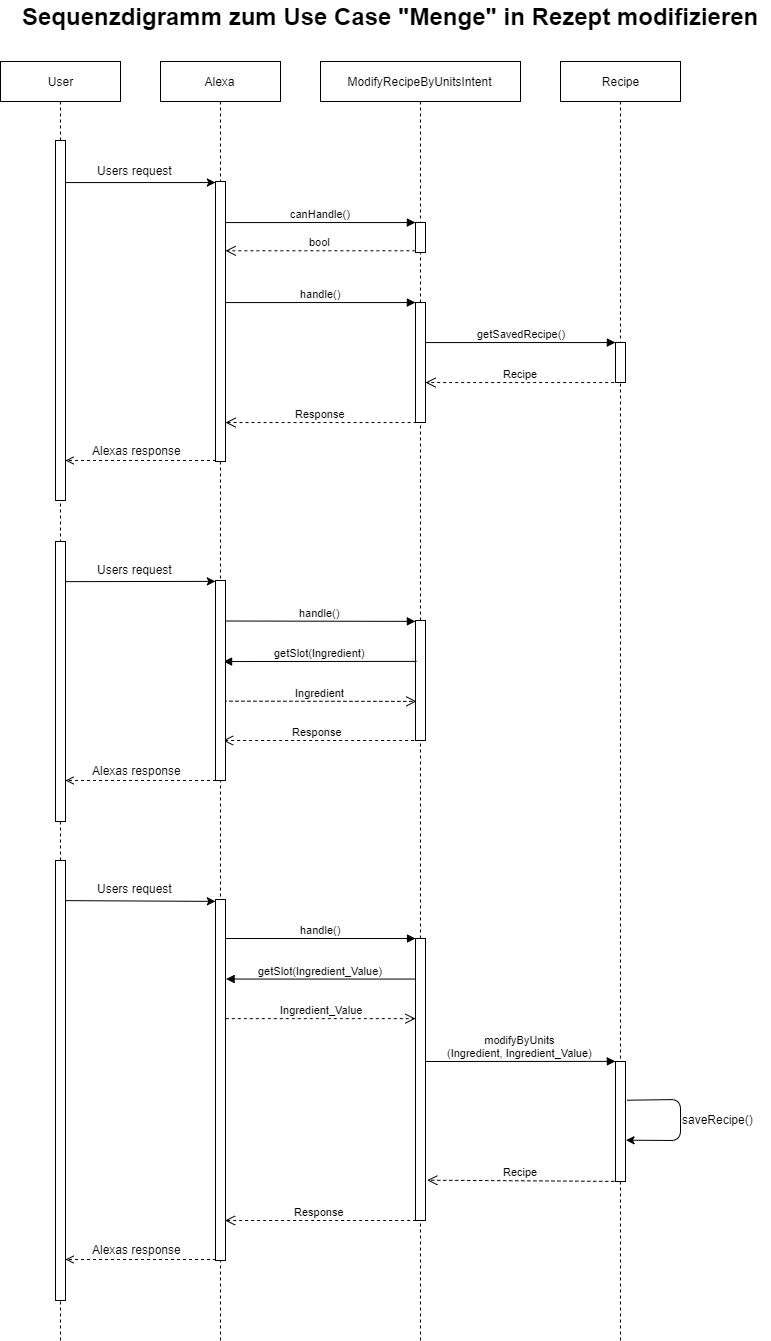 Sequenzdigramm zum Use Case "Menge" in Rezept modifizieren
User
Alexa
ModifyRecipeByUnitsIntent
Recipe
Users request
canHandle()
bool
handle()
getSavedRecipe()
Recipe
Response
Alexas response
Users request
handle()
getSlot(Ingredient)
Ingredient
Response
Alexas response
Users request
handle()
getSlot(Ingredient_Value)
Ingredient_Value
modifyByUnits
(Ingredient, Ingredient_Value)
saveRecipe()
Recipe
Response
Alexas response